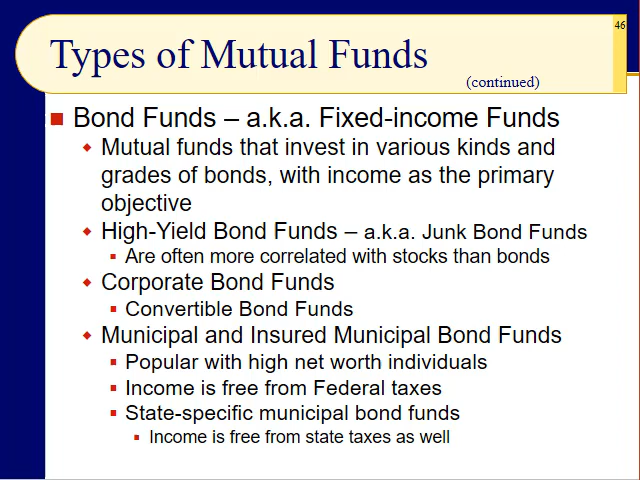 46
Types of Mutual Funds
(continued)
Bond Funds – a.k.a. Fixed-income Funds
Mutual funds that invest in various kinds and
grades of bonds, with income as the primary
objective
High-Yield Bond Funds – a.k.a. Junk Bond Funds
Are often more correlated with stocks than bonds
Corporate Bond Funds
Convertible Bond Funds
Municipal and Insured Municipal Bond Funds
Popular with high net worth individuals
Income is free from Federal taxes
State-specific municipal bond funds
Income is free from state taxes as well